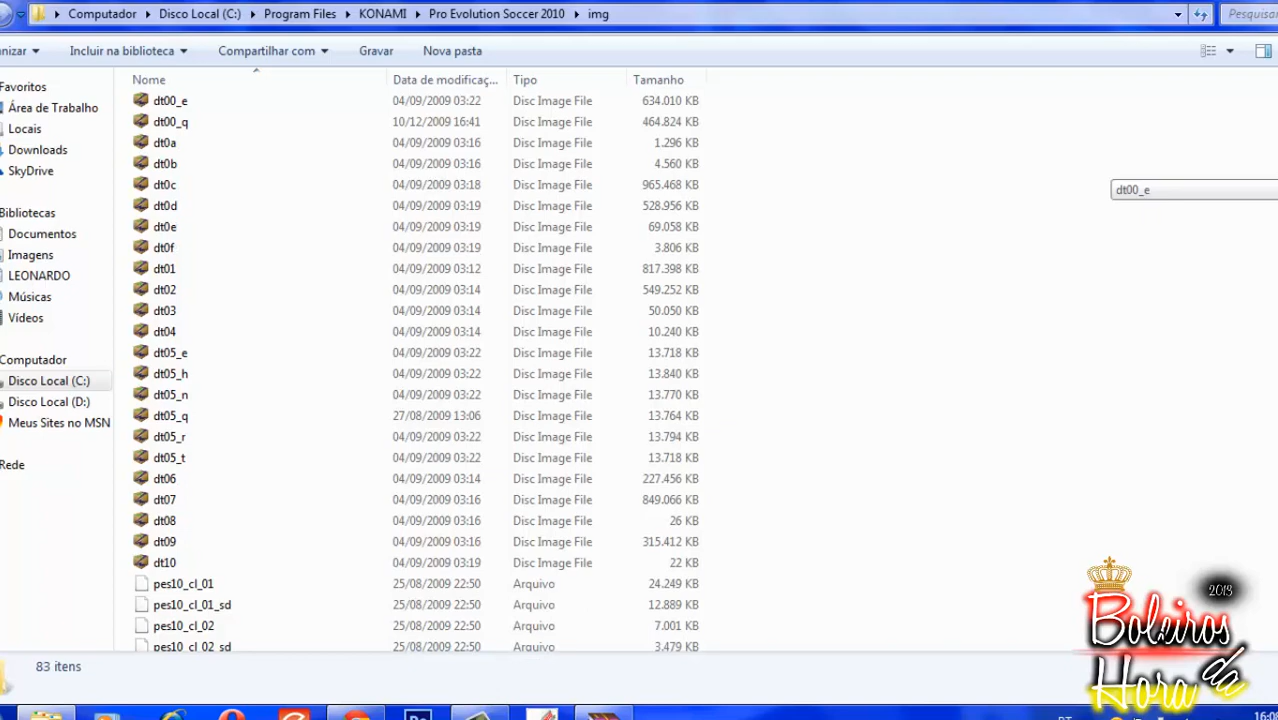 Computador Disco Local (C:) Program Files KONAMI Pro Evolution Soccer 2010 img Pesquisar
nizar Incluir na biblioteca Compartilhar com Gravar Nova pasta
Favoritos
Área de Trabalho
Locais
Downloads
SkyDrive
Bibliotecas
Documentos
Imagens
LEONARDO
Músicas
Vídeos
Computador
Disco Local (C:)
Disco Local (D:)
Meus Sites no MSN
Rede
Nome Data de modificaç... Tipo Tamanho
dt00_e 04/09/2009 03:22 Disc Image File 634.010 KB
dt00_q 10/12/2009 16:41 Disc Image File 464.824 KB
dt0a 04/09/2009 03:16 Disc Image File 1.296 KB
dt0b 04/09/2009 03:16 Disc Image File 4.560 KB
dt0c 04/09/2009 03:18 Disc Image File 965.468 KB
dt0d 04/09/2009 03:19 Disc Image File 528.956 KB
dt0e 04/09/2009 03:19 Disc Image File 69.058 KB
dt0f 04/09/2009 03:19 Disc Image File 3.806 KB
dt01 04/09/2009 03:12 Disc Image File 817.398 KB
dt02 04/09/2009 03:14 Disc Image File 549.252 KB
dt03 04/09/2009 03:14 Disc Image File 50.050 KB
dt04 04/09/2009 03:14 Disc Image File 10.240 KB
dt05_e 04/09/2009 03:22 Disc Image File 13.718 KB
dt05_h 04/09/2009 03:22 Disc Image File 13.840 KB
dt05_n 04/09/2009 03:22 Disc Image File 13.770 KB
dt05_q 27/08/2009 13:06 Disc Image File 13.764 KB
dt05_r 04/09/2009 03:22 Disc Image File 13.794 KB
dt05_t 04/09/2009 03:22 Disc Image File 13.718 KB
dt06 04/09/2009 03:14 Disc Image File 227.456 KB
dt07 04/09/2009 03:16 Disc Image File 849.066 KB
dt08 04/09/2009 03:16 Disc Image File 26 KB
dt09 04/09/2009 03:16 Disc Image File 315.412 KB
dt10 04/09/2009 03:19 Disc Image File 22 KB
pes10_cl_01 25/08/2009 22:50 Arquivo 24.249 KB
pes10_cl_01_sd 25/08/2009 22:50 Arquivo 12.889 KB
pes10_cl_02 25/08/2009 22:50 Arquivo 7.001 KB
pes10_cl_02_sd 25/08/2009 22:50 Arquivo 3.479 KB
dt00_e
83 itens
2013
Boleiros
da
Hora